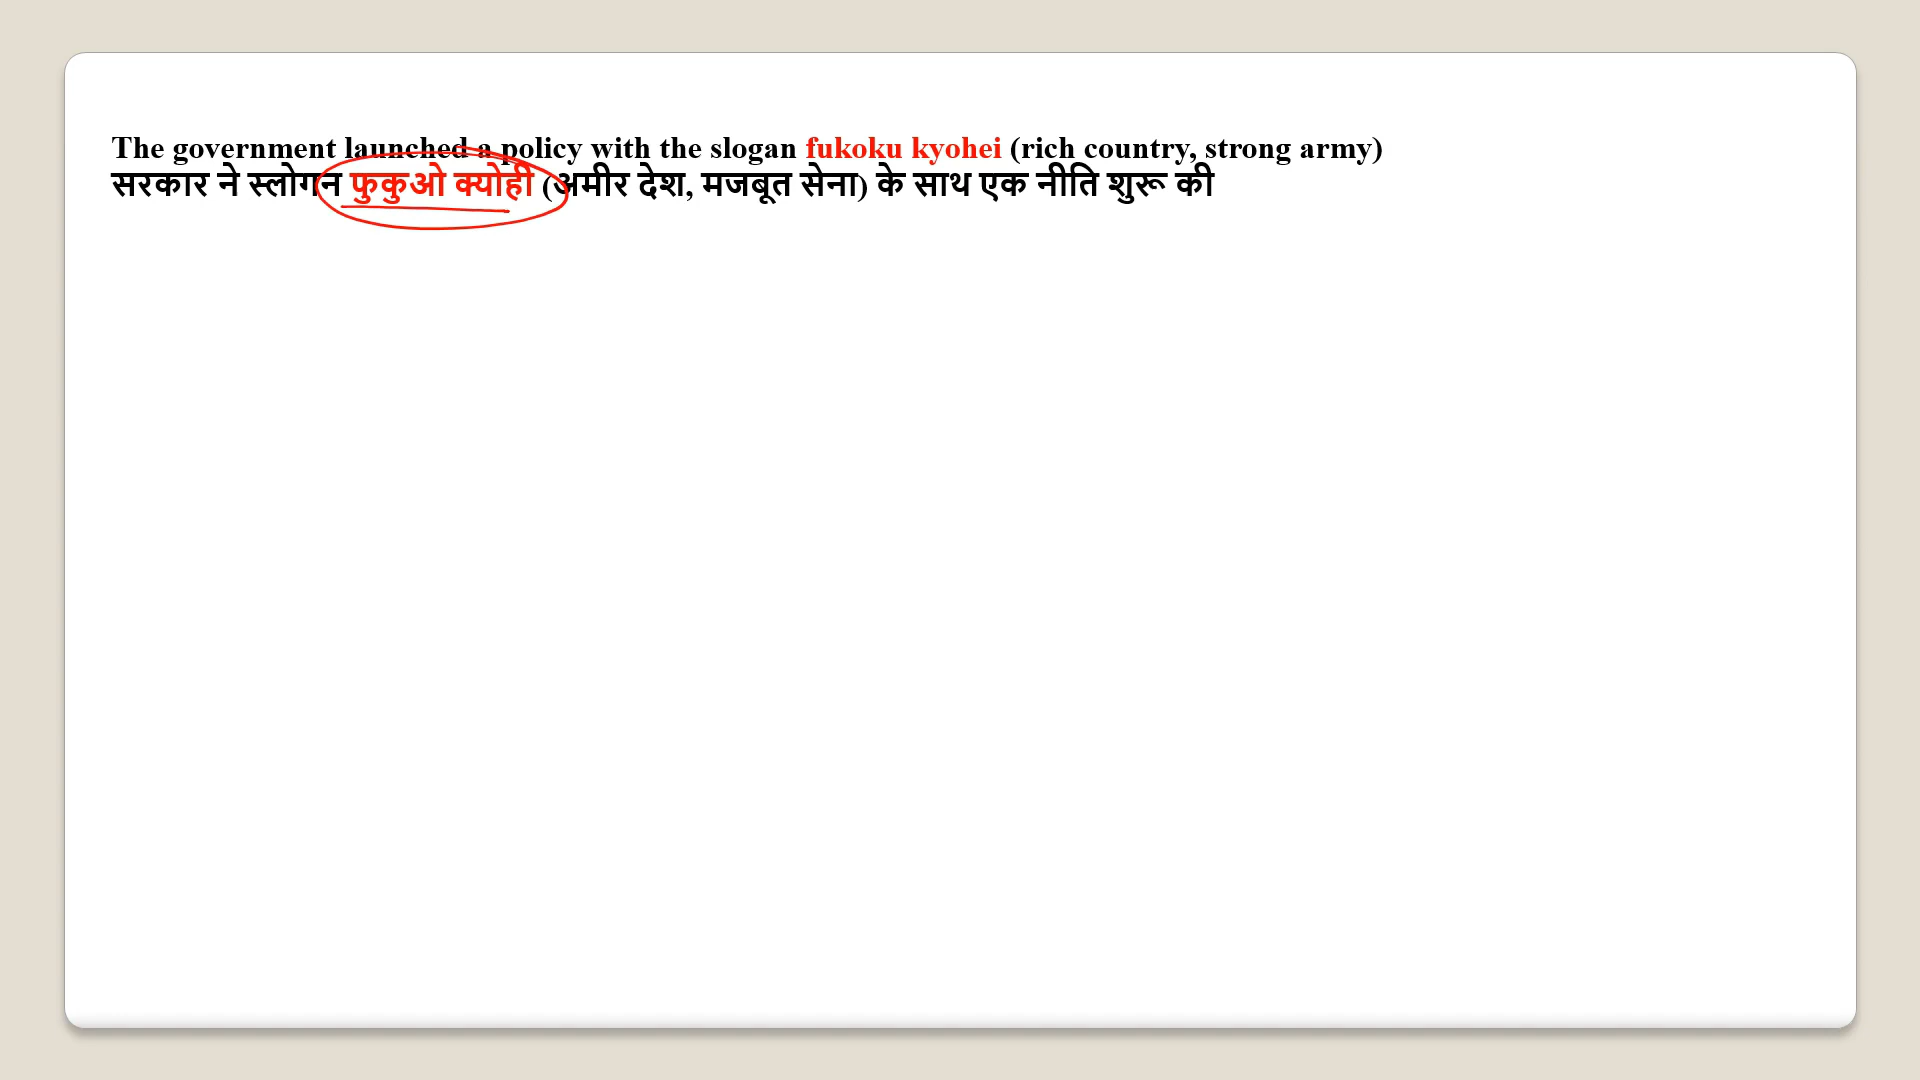 The government launched a policy with the slogan fukoku kyohei (rich country, strong army)
सरकार ने स्लोगन फुकुओ क्योही (अमीर देश, मजबूत सेना) के साथ एक नीति शुरू की